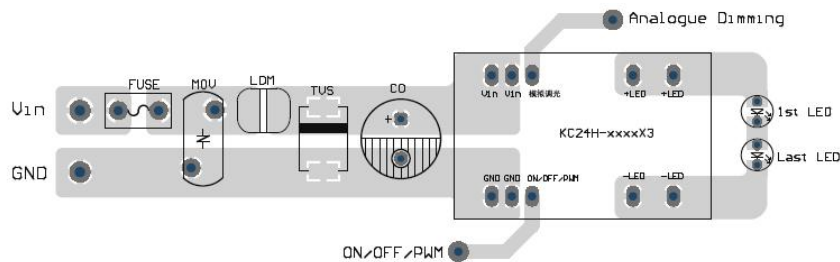 Analogue Dimming
FUSE
MOV
LDM
TVS
CO
Vin
Vin
Vin
模拟调光
+LED
+LED
+
1st LED
KC24H-xxxxX3
Last LED
GND
GND
GND
ON/OFF/PWM
-LED
-LED
ON/OFF/PWM